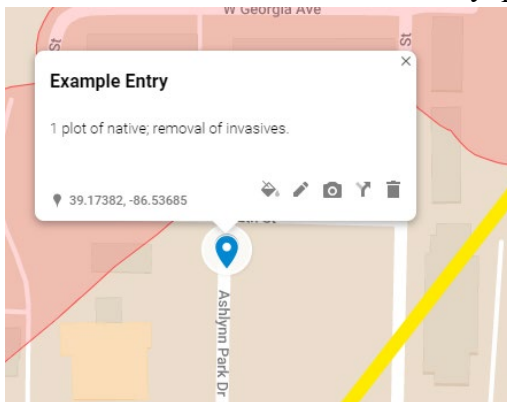 W Georgia Ave
St
St
Example Entry
1 plot of native; removal of invasives.
39.17382, -86.53685
Ashlynn Park Dr